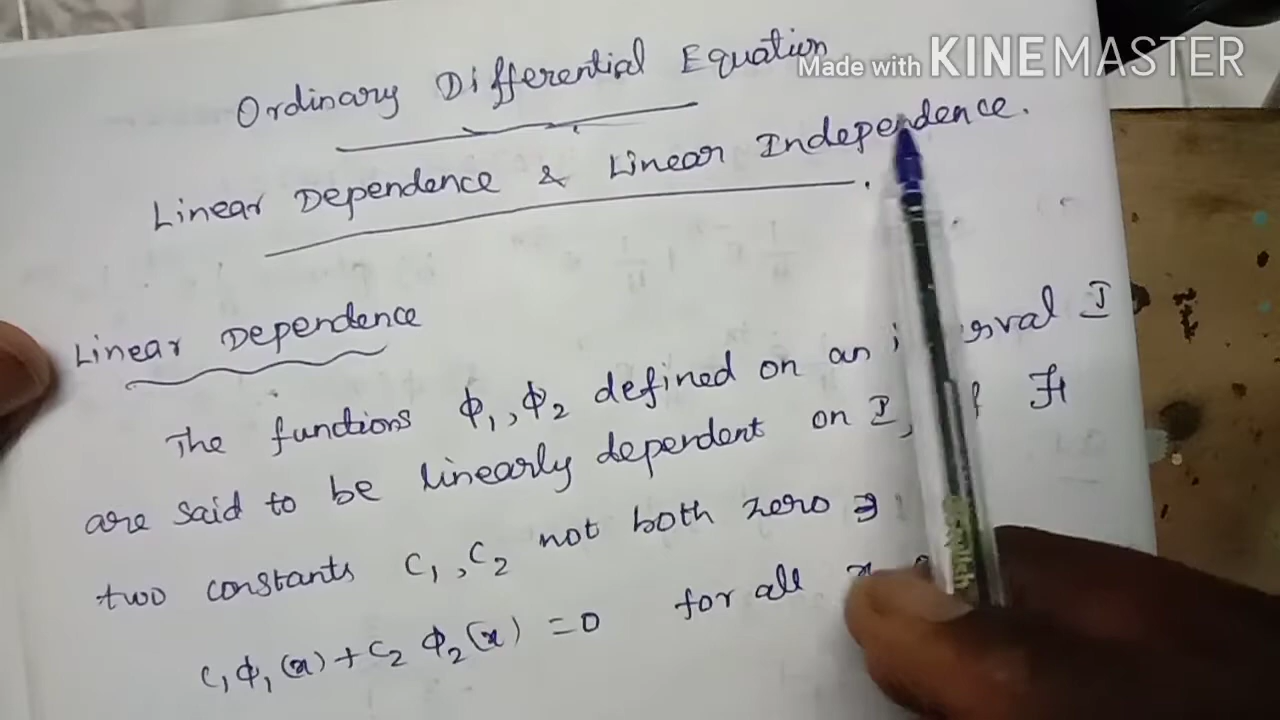 Ordinary Differential Equation
Made with KINEMASTER
Linear Dependence & Linear Independence.
Linear Dependence
The functions ϕ₁, ϕ₂ defined on an I
are said to be linearly dependent on I,
two constants C₁, C₂ not both zero ∋
C₁ϕ₁(x) + C₂ ϕ₂(x) = 0 for all x